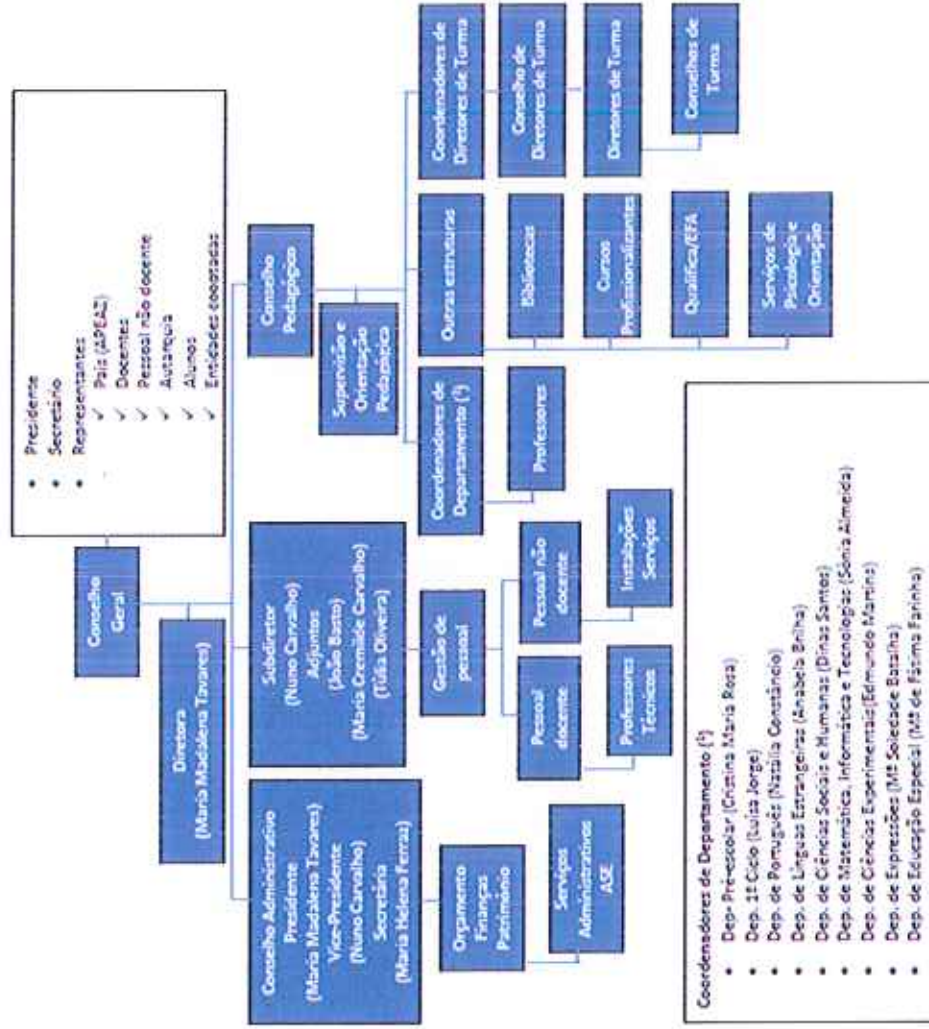 • Presidente
• Secretário
• Representantes
✓ Pais (APEAZ)
✓ Docentes
✓ Pessoal não docente
✓ Autarquia
✓ Alunos
✓ Entidades cooptadas
Conselho
Geral
Diretora
(Maria Madalena Tavares)
Conselho Administrativo
Presidente
(Maria Madalena Tavares)
Vice-Presidente
(Nuno Carvalho)
Secretária
(Maria Helena Ferraz)
Orçamento
Finanças
Património
Serviços
Administrativos
ASE
Subdiretor
(Nuno Carvalho)
Adjuntos
(João Basto)
(Maria Cremilde Carvalho)
(Túlia Oliveira)
Gestão de
pessoal
Pessoal
docente
Professores
Técnicos
Pessoal não
docente
Instalações
Serviços
Conselho
Pedagógico
Supervisão e
Orientação
Pedagógica
Coordenadores de
Departamento (¹)
Professores
Outras estruturas
Bibliotecas
Cursos
Profissionalizantes
Qualifica/EFA
Serviços de
Psicologia e
Orientação
Coordenadores de
Diretores de Turma
Conselho de
Diretores de Turma
Diretores de Turma
Conselhos de
Turma
Coordenadores de Departamento (¹)
• Dep- Pré-escolar (Cristina Maria Rosa)
• Dep. 1º Ciclo (Luísa Jorge)
• Dep. de Português (Natália Constâncio)
• Dep. de Línguas Estrangeiras (Anabela Brilha)
• Dep. de Ciências Sociais e Humanas (Dinas Santos)
• Dep. de Matemática, Informática e Tecnologias (Sónia Almeida)
• Dep. de Ciências Experimentais(Edmundo Martins)
• Dep. de Expressões (Mª Soledade Batalha)
• Dep. de Educação Especial (Mª de Fátima Farinha)